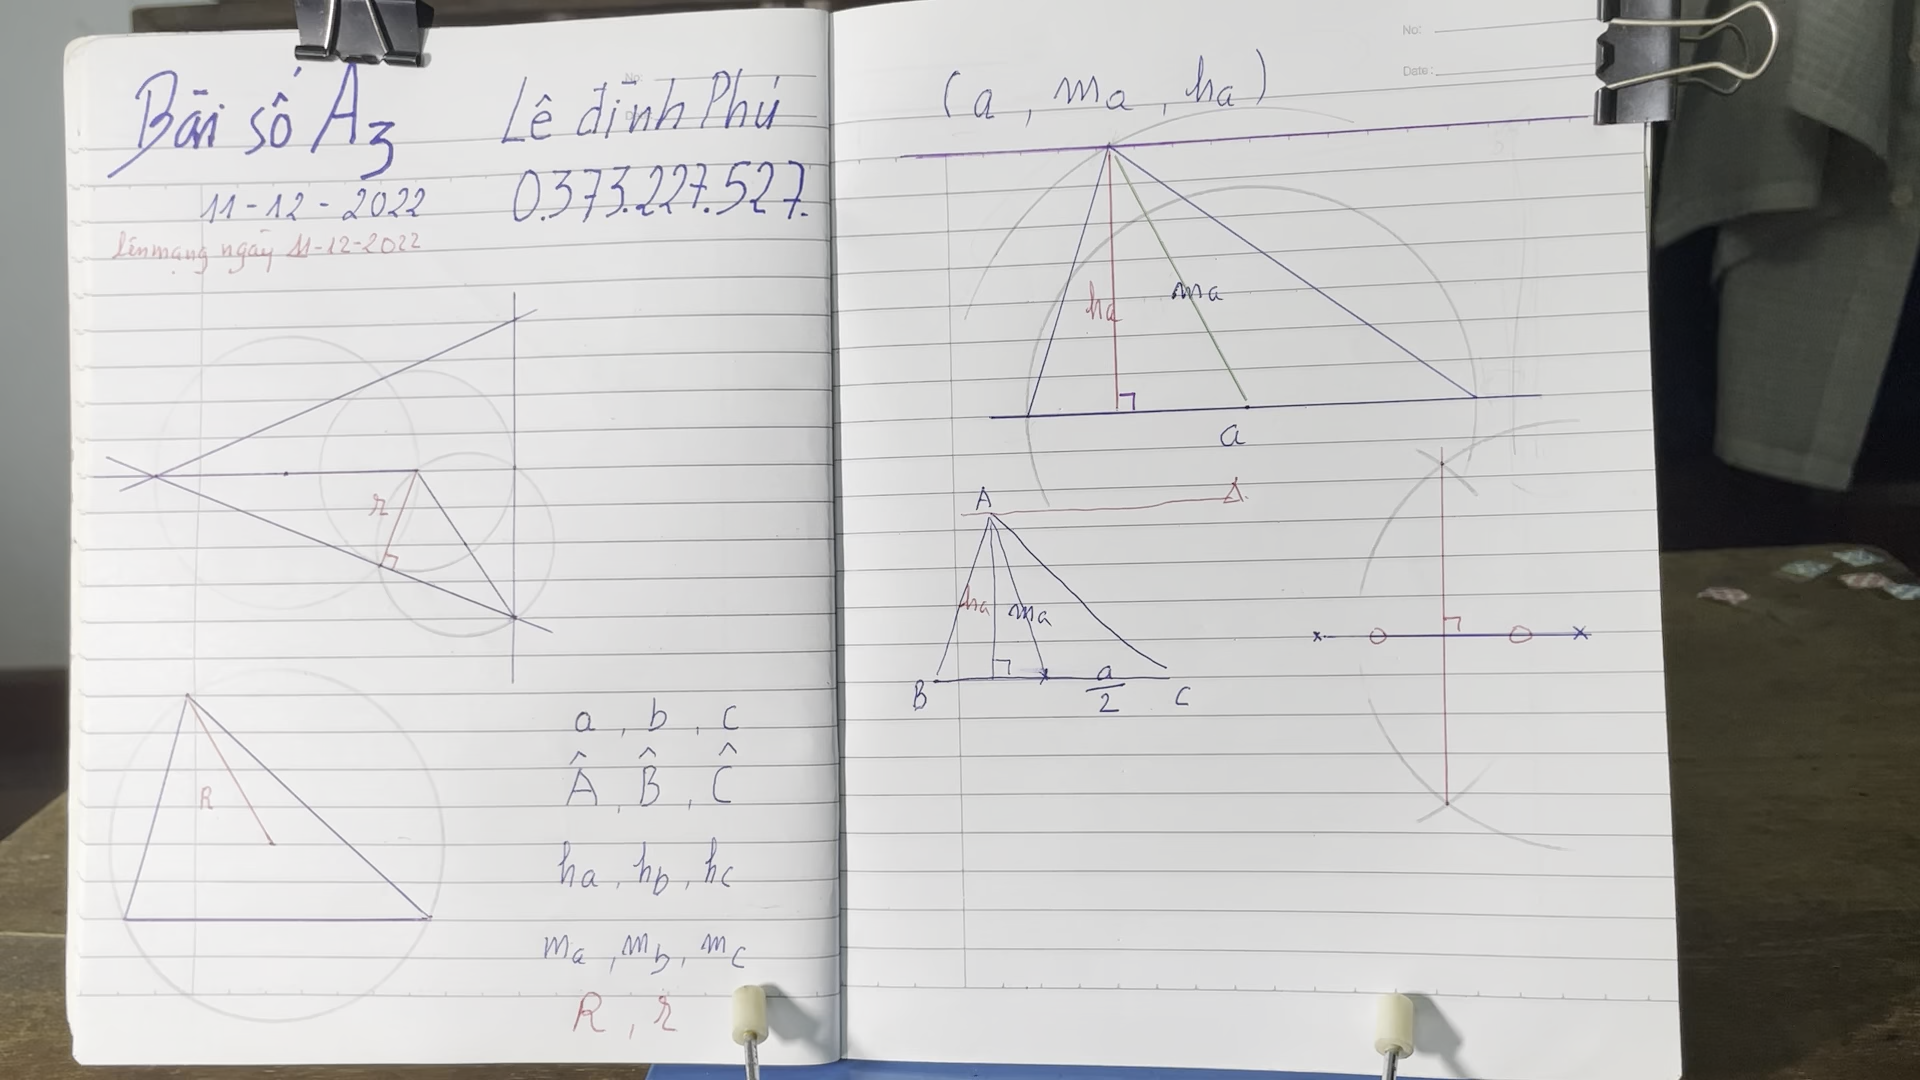 Bài số A3
Lê đình Phú
11-12-2022
0.373.227.527.
lên mạng ngày 11-12-2022
r
R
a, b, c
Â, B̂, Ĉ
ha, hb, hc
ma, mb, mc
R, r
No:
Date:
(a, ma, ha)
ha
ma
a
A
Δ
ha
ma
B
a/2
C